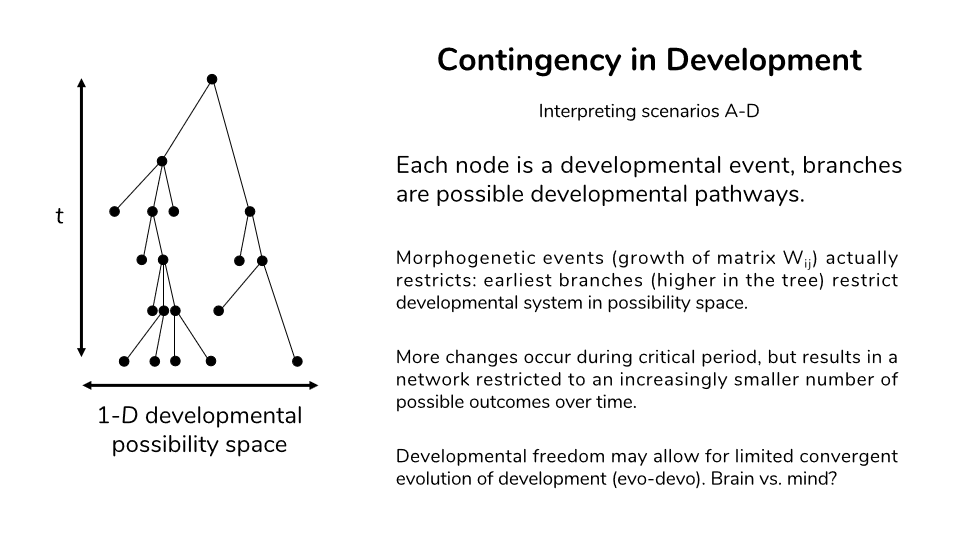 Contingency in Development
Interpreting scenarios A-D
Each node is a developmental event, branches
are possible developmental pathways.
t
Morphogenetic events (growth of matrix Wij) actually
restricts: earliest branches (higher in the tree) restrict
developmental system in possibility space.
More changes occur during critical period, but results in a
network restricted to an increasingly smaller number of
possible outcomes over time.
1-D developmental
possibility space
Developmental freedom may allow for limited convergent
evolution of development (evo-devo). Brain vs. mind?